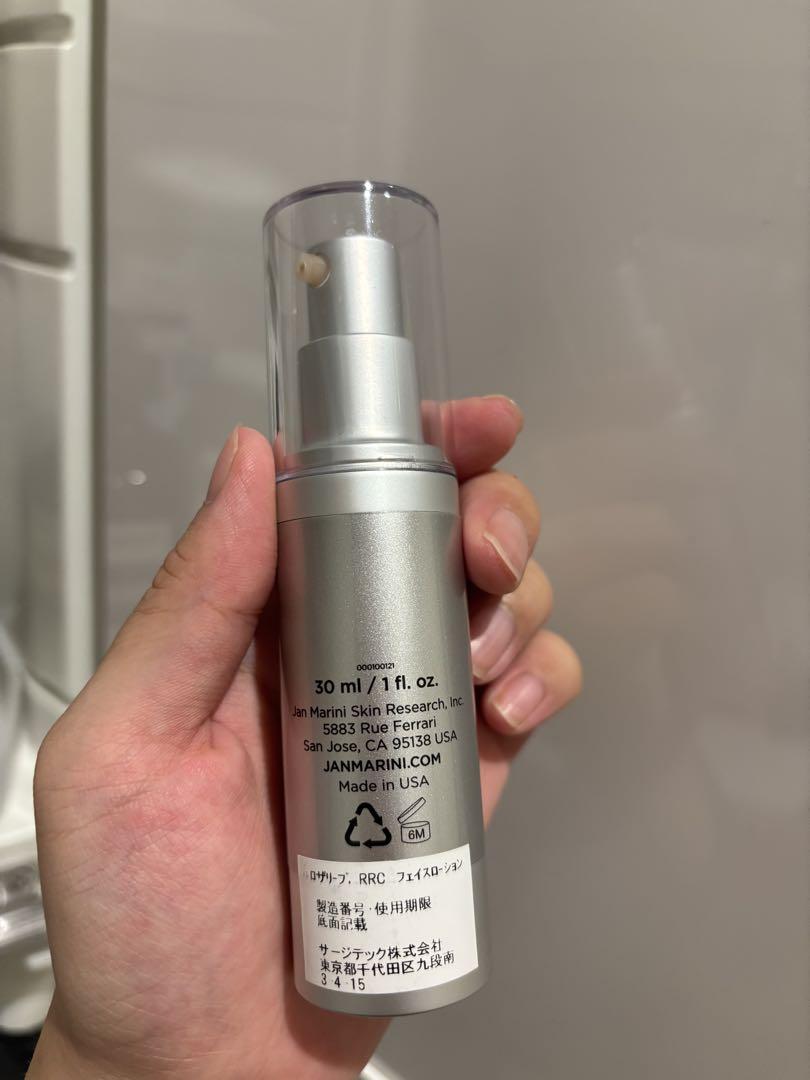 000100121
30 ml / 1 fl. oz.
Jan Marini Skin Research, Inc.
5883 Rue Ferrari
San Jose, CA 95138 USA
JANMARINI.COM
Made in USA
6M
ロザリーブ, RRC フェイスローション
製造番号・使用期限
底面記載
サージテック株式会社
東京都千代田区九段南
3-4-15